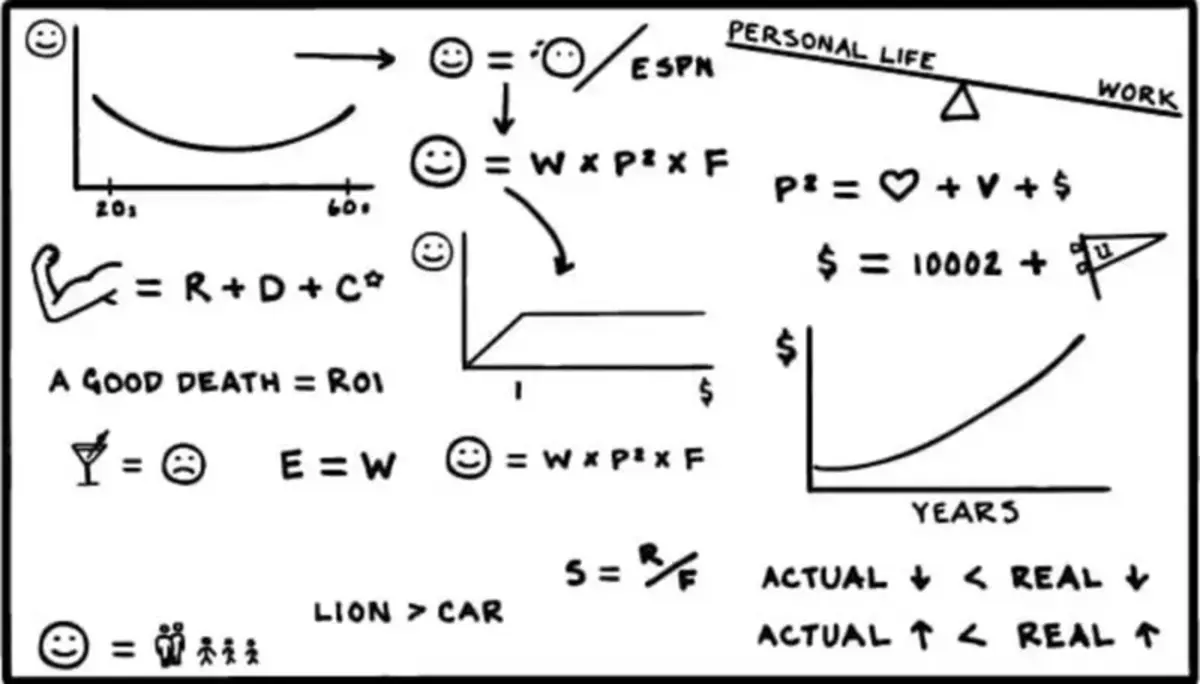 = / ESPN
PERSONAL LIFE
WORK
= W x P² x F
20s 60s
P² = ♡ + V + $
$ = 10002 + U
= R + D + C*
1 $
$
YEARS
A GOOD DEATH = ROI
= ☹
E = W
= W x P² x F
S = R/F
ACTUAL ↓ < REAL ↓
ACTUAL ↑ < REAL ↑
LION > CAR
=